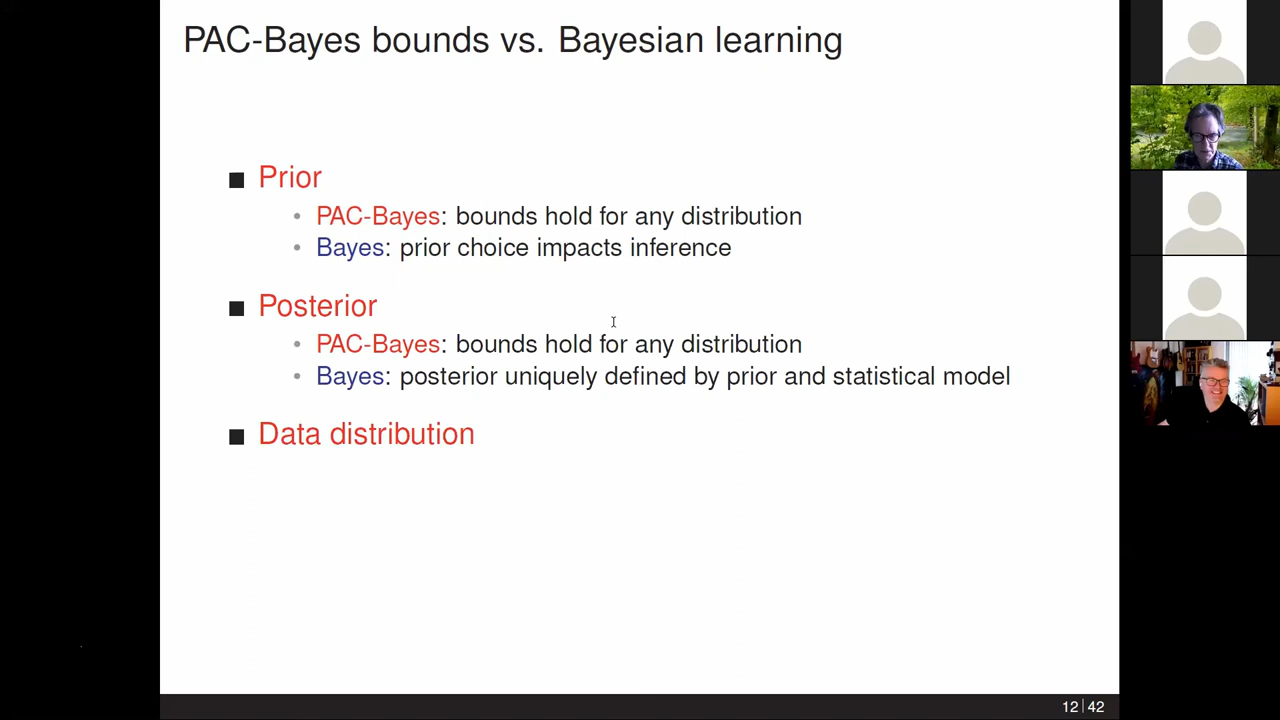 PAC-Bayes bounds vs. Bayesian learning
Prior
PAC-Bayes: bounds hold for any distribution
Bayes: prior choice impacts inference
Posterior
PAC-Bayes: bounds hold for any distribution
Bayes: posterior uniquely defined by prior and statistical model
Data distribution
12 | 42